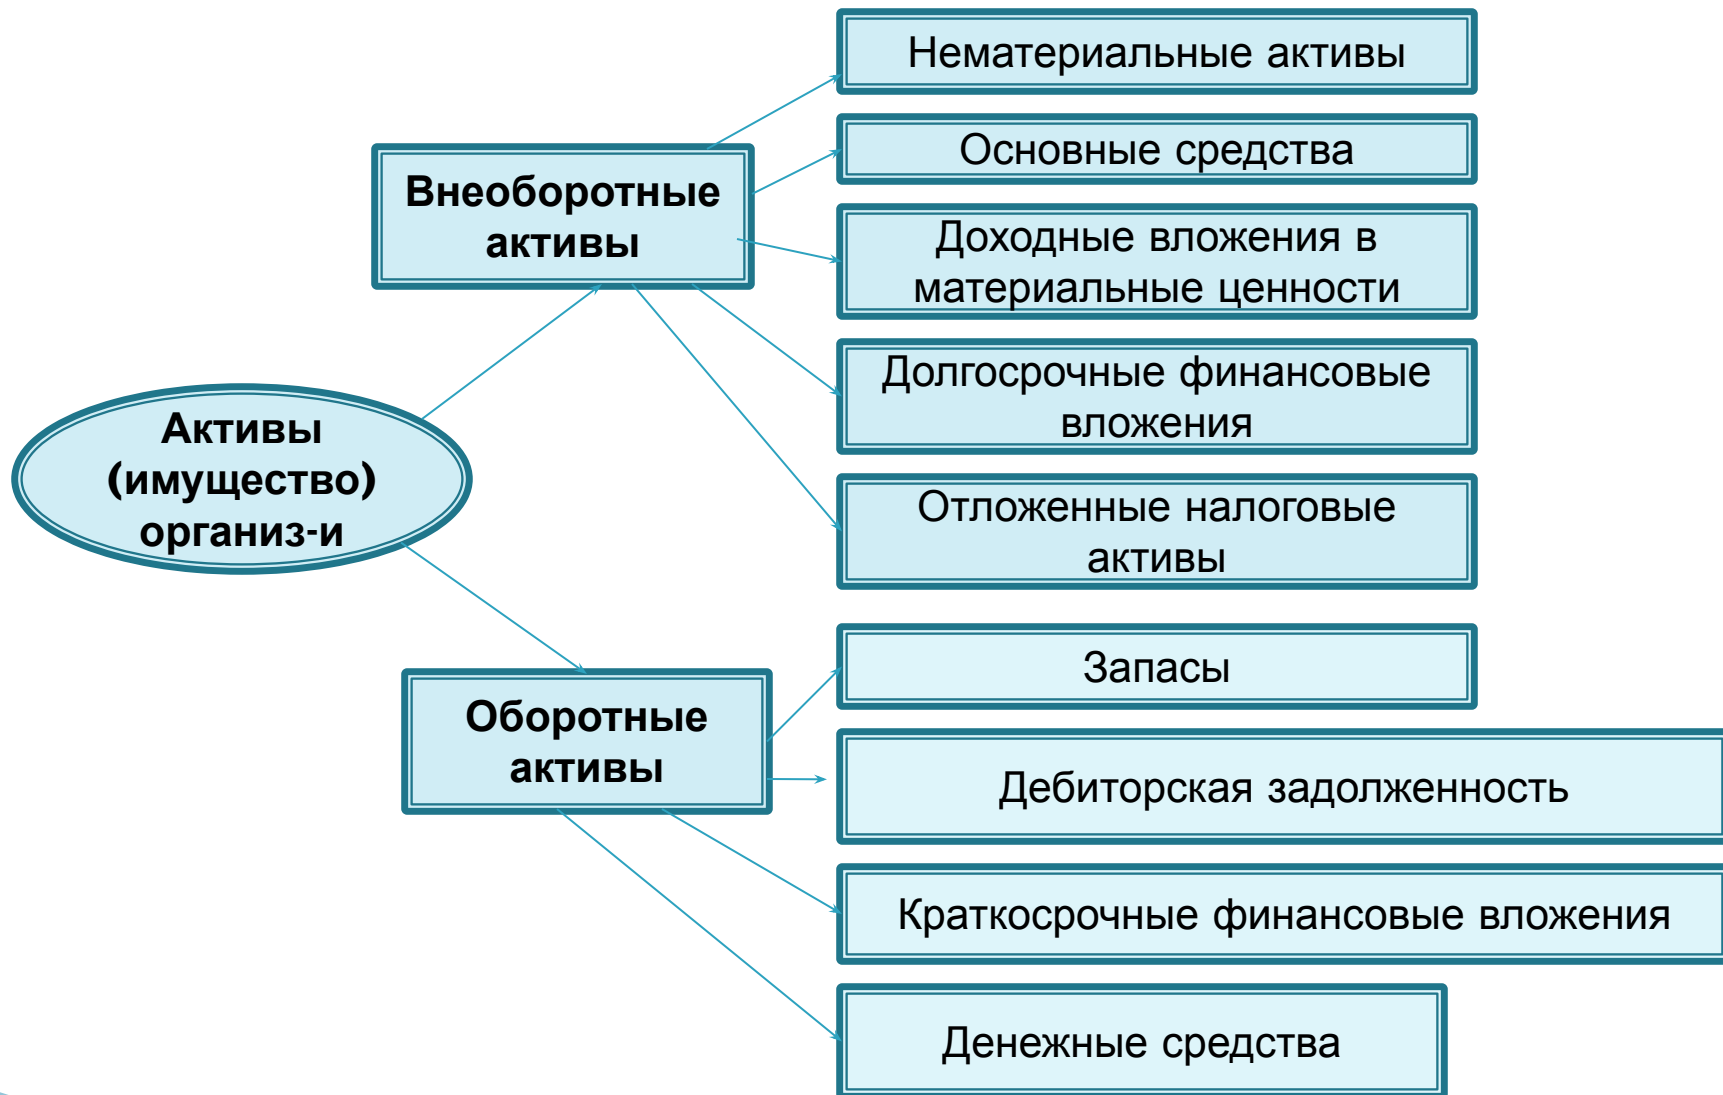 Нематериальные активы
Основные средства
Внеоборотные
активы
Доходные вложения в
материальные ценности
Долгосрочные финансовые
вложения
Активы
(имущество)
организ-и
Отложенные налоговые
активы
Запасы
Оборотные
активы
Дебиторская задолженность
Краткосрочные финансовые вложения
Денежные средства